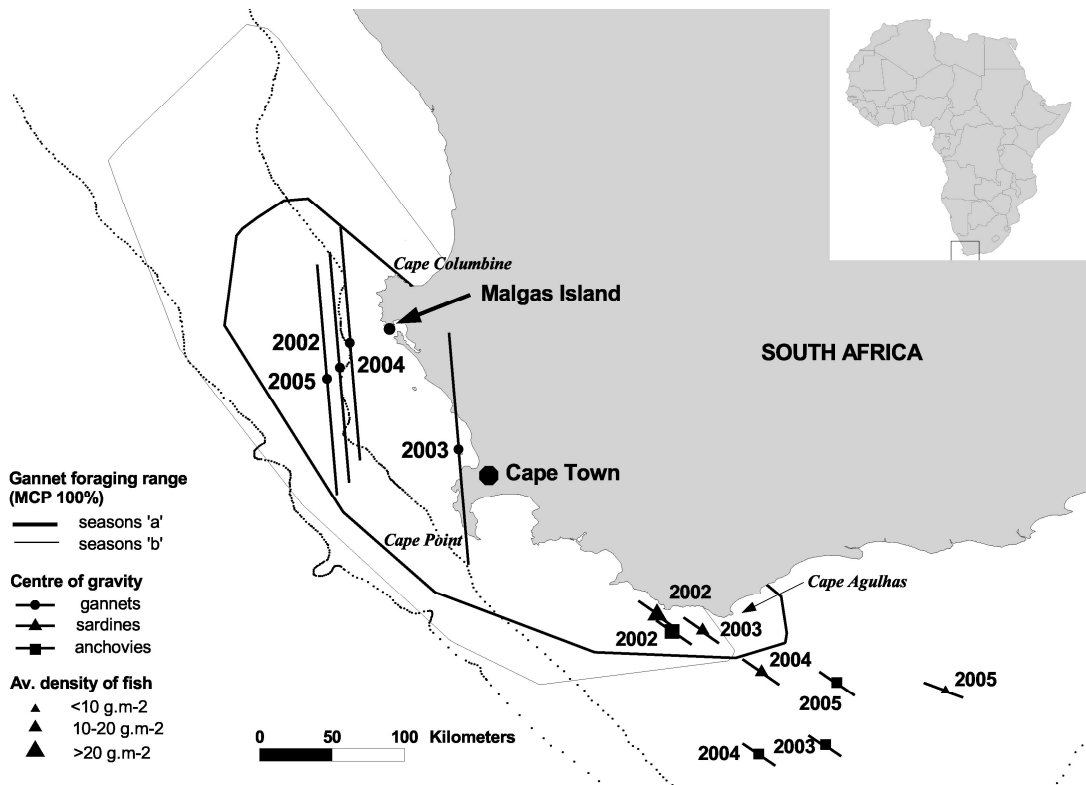 Cape Columbine
Malgas Island
SOUTH AFRICA
2002
2004
2005
2003
Cape Town
Cape Point
Cape Agulhas
2002
2002
2003
2004
2005
2005
2004
2003
Gannet foraging range
(MCP 100%)
seasons 'a'
seasons 'b'
Centre of gravity
gannets
sardines
anchovies
Av. density of fish
<10 g.m-2
10-20 g.m-2
>20 g.m-2
0 50 100 Kilometers